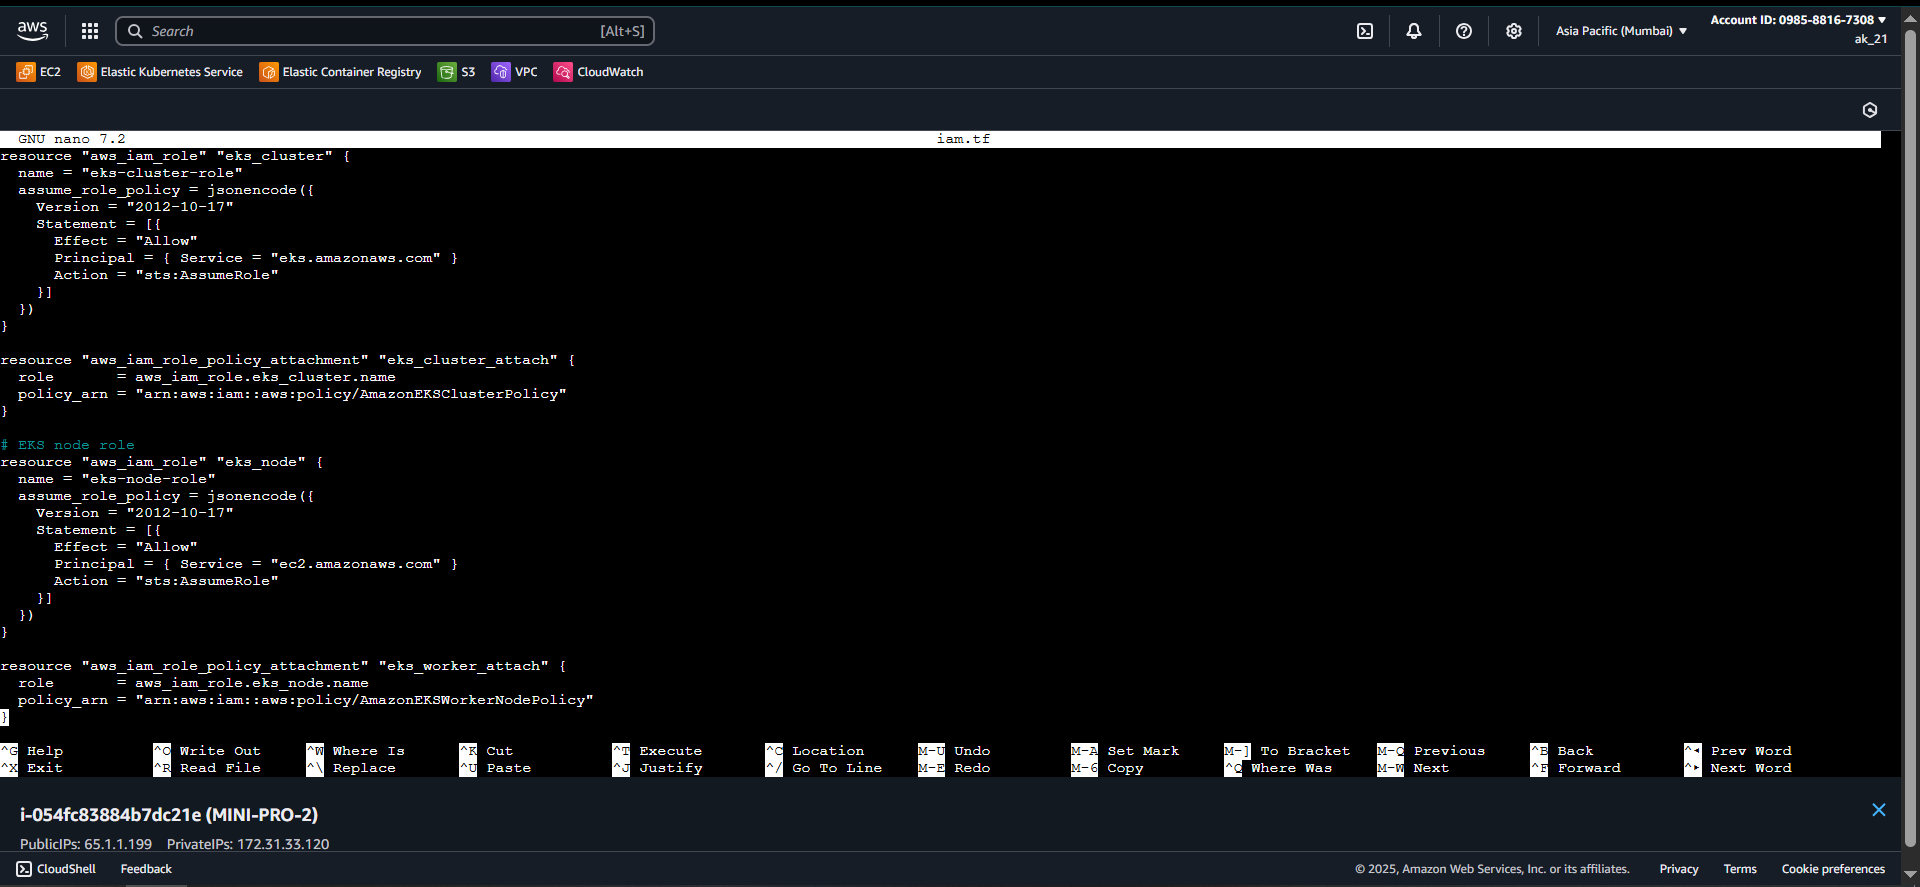 aws
Search [Alt+S]
Asia Pacific (Mumbai) ▼
Account ID: 0985-8816-7308 ▼
ak_21
EC2 Elastic Kubernetes Service Elastic Container Registry S3 VPC CloudWatch
GNU nano 7.2 iam.tf
resource "aws_iam_role" "eks_cluster" {
  name = "eks-cluster-role"
  assume_role_policy = jsonencode({
    Version = "2012-10-17"
    Statement = [{
      Effect = "Allow"
      Principal = { Service = "eks.amazonaws.com" }
      Action = "sts:AssumeRole"
    }]
  })
}
resource "aws_iam_role_policy_attachment" "eks_cluster_attach" {
  role       = aws_iam_role.eks_cluster.name
  policy_arn = "arn:aws:iam::aws:policy/AmazonEKSClusterPolicy"
}
# EKS node role
resource "aws_iam_role" "eks_node" {
  name = "eks-node-role"
  assume_role_policy = jsonencode({
    Version = "2012-10-17"
    Statement = [{
      Effect = "Allow"
      Principal = { Service = "ec2.amazonaws.com" }
      Action = "sts:AssumeRole"
    }]
  })
}
resource "aws_iam_role_policy_attachment" "eks_worker_attach" {
  role       = aws_iam_role.eks_node.name
  policy_arn = "arn:aws:iam::aws:policy/AmazonEKSWorkerNodePolicy"
}
^G Help ^O Write Out ^W Where Is ^K Cut ^T Execute ^C Location M-U Undo M-A Set Mark M-] To Bracket M-Q Previous ^B Back ^◂ Prev Word
^X Exit ^R Read File ^\ Replace ^U Paste ^J Justify ^/ Go To Line M-E Redo M-6 Copy ^Q Where Was M-W Next ^F Forward ^▸ Next Word
i-054fc83884b7dc21e (MINI-PRO-2)
PublicIPs: 65.1.1.199 PrivateIPs: 172.31.33.120
CloudShell Feedback © 2025, Amazon Web Services, Inc. or its affiliates. Privacy Terms Cookie preferences